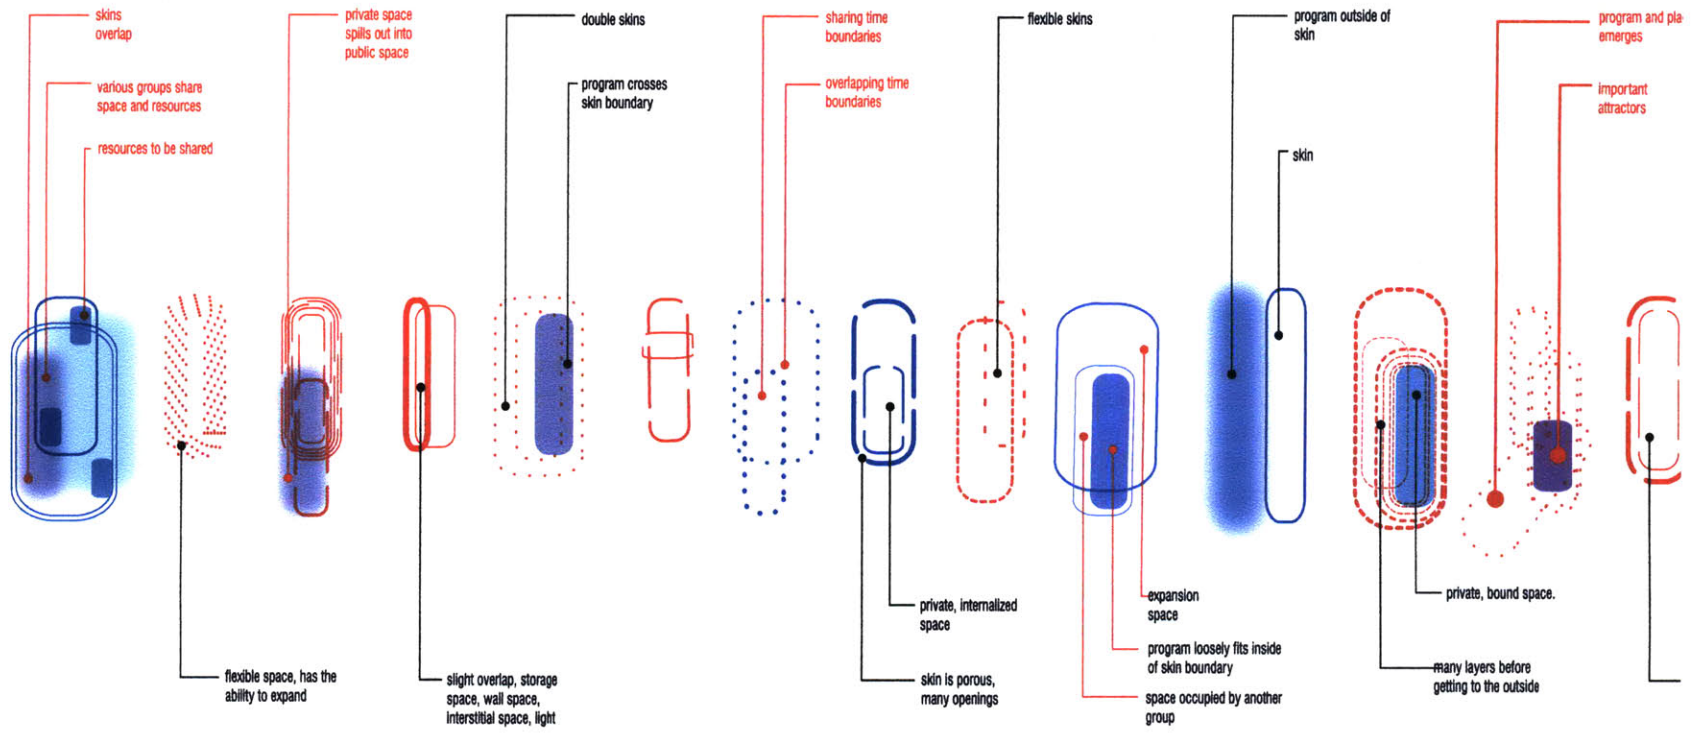 skins
overlap
various groups share
space and resources
resources to be shared
private space
spills out into
public space
double skins
program crosses
skin boundary
sharing time
boundaries
overlapping time
boundaries
flexible skins
program outside of
skin
skin
program and pla
emerges
important
attractors
flexible space, has the
ability to expand
slight overlap, storage
space, wall space,
interstitial space, light
private, internalized
space
skin is porous,
many openings
expansion
space
program loosely fits inside
of skin boundary
space occupied by another
group
private, bound space.
many layers before
getting to the outside